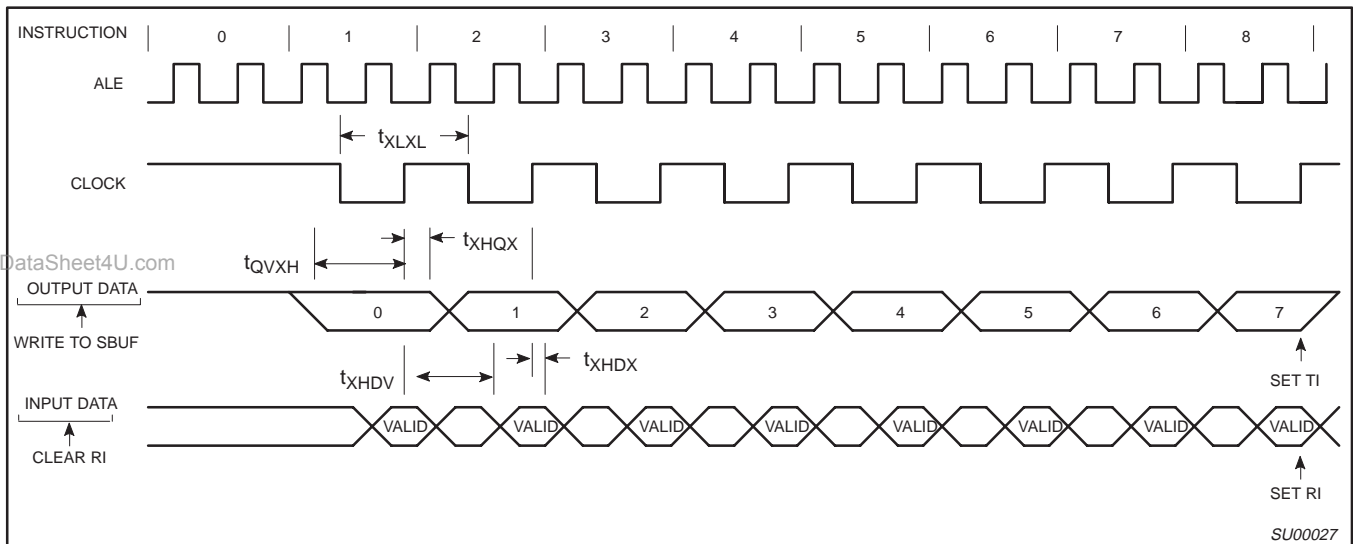 INSTRUCTION 0 1 2 3 4 5 6 7 8
ALE
tXLXL
CLOCK
tXHQX
tQVXH
DataSheet4U.com
OUTPUT DATA
0 1 2 3 4 5 6 7
WRITE TO SBUF
tXHDX
tXHDV
SET TI
INPUT DATA
VALID VALID VALID VALID VALID VALID VALID VALID
CLEAR RI
SET RI
SU00027